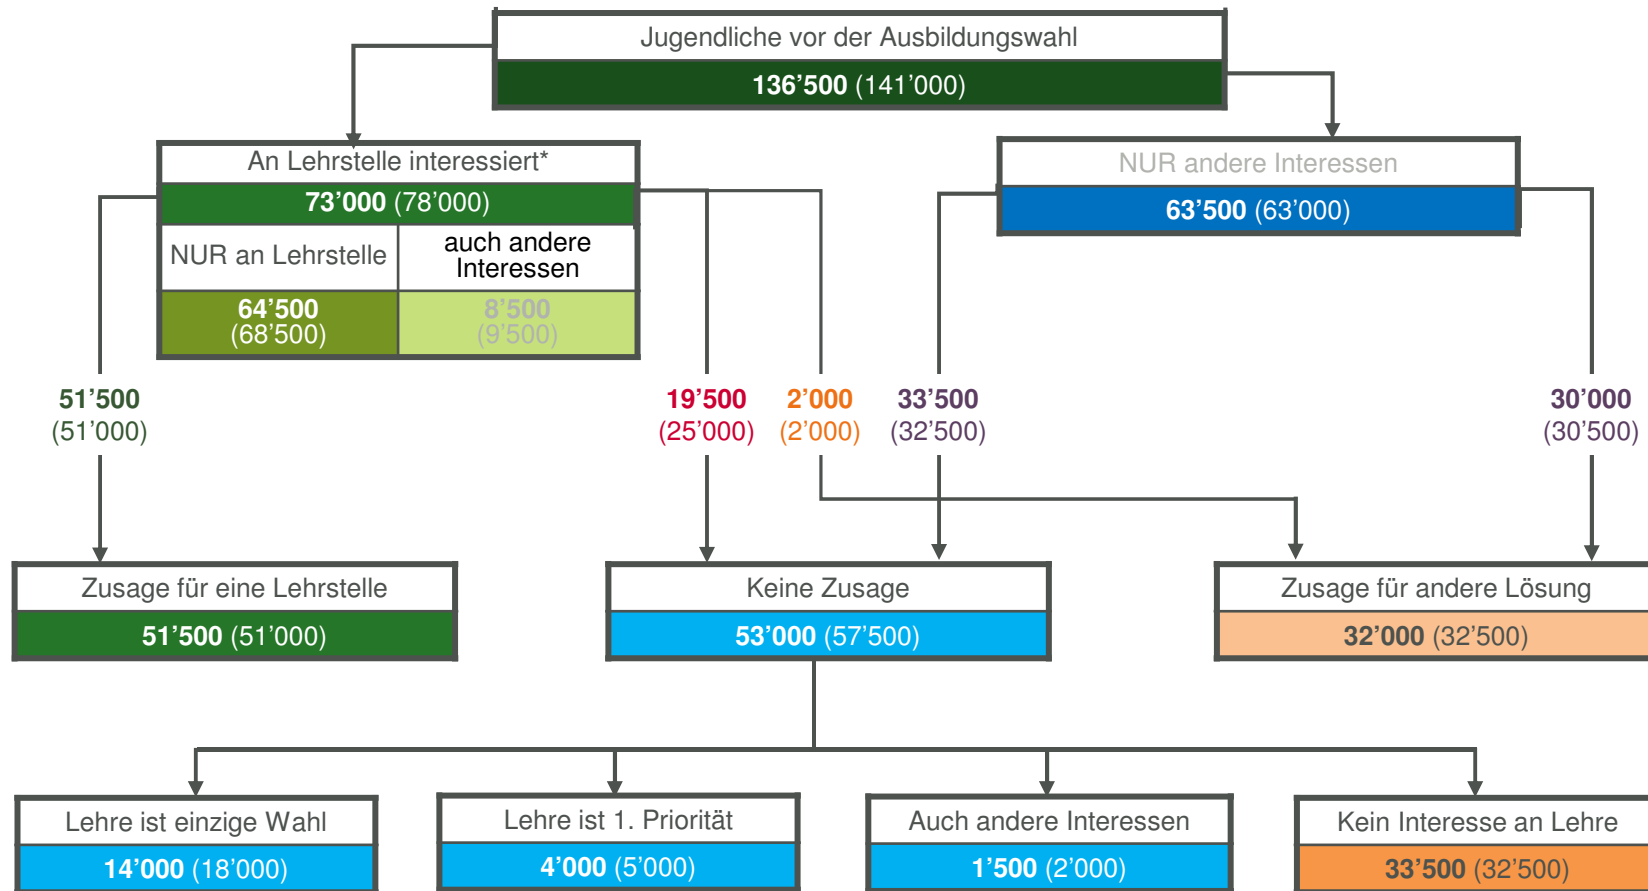 Jugendliche vor der Ausbildungswahl
136’500 (141’000)
An Lehrstelle interessiert*
73’000 (78’000)
NUR an Lehrstelle
auch andere
Interessen
64’500
(68’500)
8’500
(9’500)
NUR andere Interessen
63’500 (63’000)
51’500
(51’000)
19’500
(25’000)
2’000
(2’000)
33’500
(32’500)
30’000
(30’500)
Zusage für eine Lehrstelle
51’500 (51’000)
Keine Zusage
53’000 (57’500)
Zusage für andere Lösung
32’000 (32’500)
Lehre ist einzige Wahl
14’000 (18’000)
Lehre ist 1. Priorität
4’000 (5’000)
Auch andere Interessen
1’500 (2’000)
Kein Interesse an Lehre
33’500 (32’500)